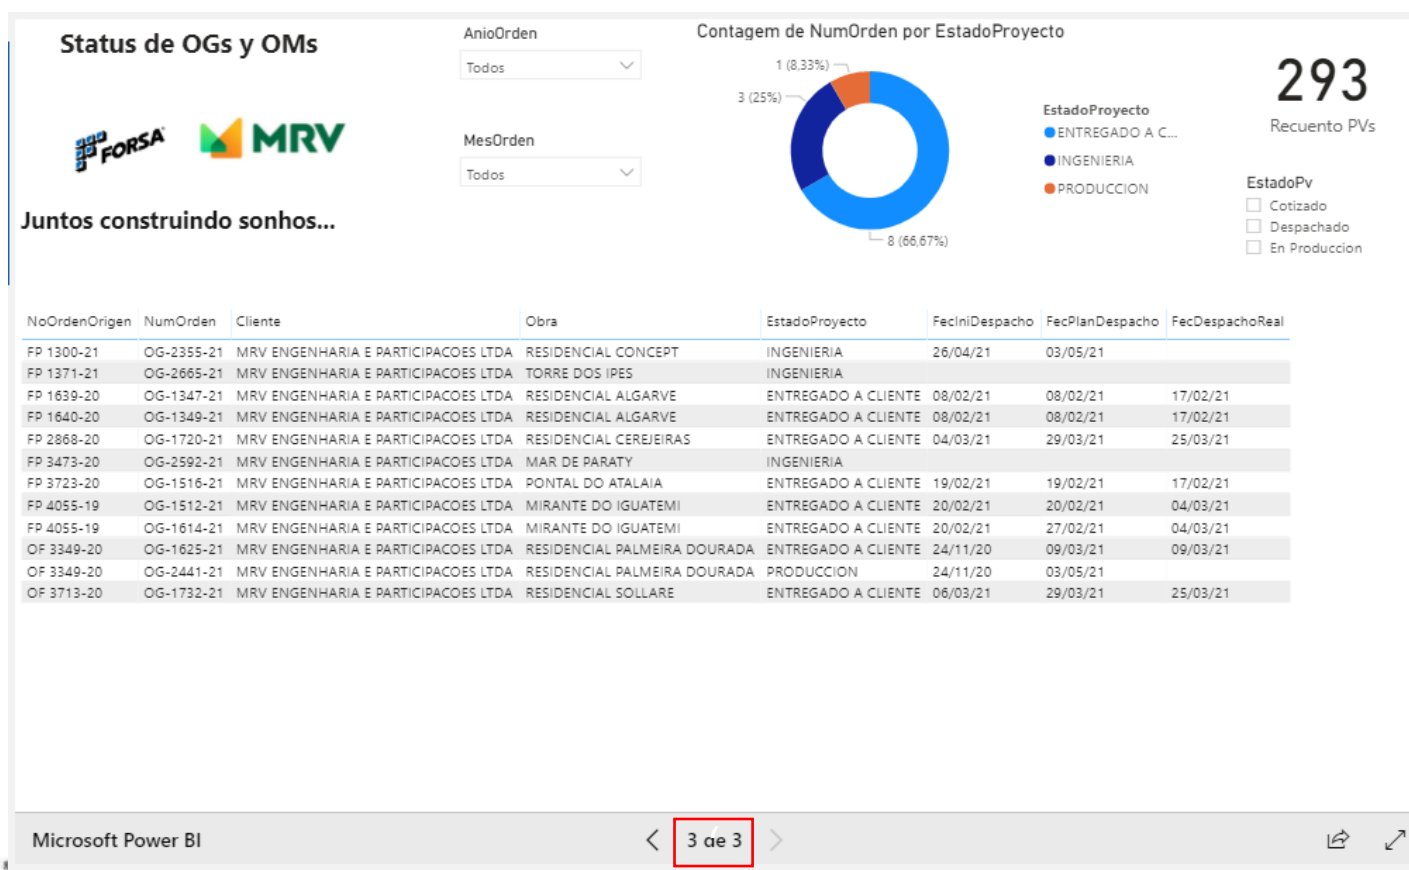 Status de OGs y OMs
FORSA
MRV
Juntos construindo sonhos...
AnioOrden
Todos
MesOrden
Todos
Contagem de NumOrden por EstadoProyecto
1 (8,33%)
3 (25%)
8 (66,67%)
EstadoProyecto
ENTREGADO A C...
INGENIERIA
PRODUCCION
293
Recuento PVs
EstadoPv
Cotizado
Despachado
En Produccion
NoOrdenOrigen NumOrden Cliente Obra EstadoProyecto FecIniDespacho FecPlanDespacho FecDespachoReal
FP 1300-21 OG-2355-21 MRV ENGENHARIA E PARTICIPACOES LTDA RESIDENCIAL CONCEPT INGENIERIA 26/04/21 03/05/21
FP 1371-21 OG-2665-21 MRV ENGENHARIA E PARTICIPACOES LTDA TORRE DOS IPES INGENIERIA
FP 1639-20 OG-1347-21 MRV ENGENHARIA E PARTICIPACOES LTDA RESIDENCIAL ALGARVE ENTREGADO A CLIENTE 08/02/21 08/02/21 17/02/21
FP 1640-20 OG-1349-21 MRV ENGENHARIA E PARTICIPACOES LTDA RESIDENCIAL ALGARVE ENTREGADO A CLIENTE 08/02/21 08/02/21 17/02/21
FP 2868-20 OG-1720-21 MRV ENGENHARIA E PARTICIPACOES LTDA RESIDENCIAL CEREJEIRAS ENTREGADO A CLIENTE 04/03/21 29/03/21 25/03/21
FP 3473-20 OG-2592-21 MRV ENGENHARIA E PARTICIPACOES LTDA MAR DE PARATY INGENIERIA
FP 3723-20 OG-1516-21 MRV ENGENHARIA E PARTICIPACOES LTDA PONTAL DO ATALAIA ENTREGADO A CLIENTE 19/02/21 19/02/21 17/02/21
FP 4055-19 OG-1512-21 MRV ENGENHARIA E PARTICIPACOES LTDA MIRANTE DO IGUATEMI ENTREGADO A CLIENTE 20/02/21 20/02/21 04/03/21
FP 4055-19 OG-1614-21 MRV ENGENHARIA E PARTICIPACOES LTDA MIRANTE DO IGUATEMI ENTREGADO A CLIENTE 20/02/21 27/02/21 04/03/21
OF 3349-20 OG-1625-21 MRV ENGENHARIA E PARTICIPACOES LTDA RESIDENCIAL PALMEIRA DOURADA ENTREGADO A CLIENTE 24/11/20 09/03/21 09/03/21
OF 3349-20 OG-2441-21 MRV ENGENHARIA E PARTICIPACOES LTDA RESIDENCIAL PALMEIRA DOURADA PRODUCCION 24/11/20 03/05/21
OF 3713-20 OG-1732-21 MRV ENGENHARIA E PARTICIPACOES LTDA RESIDENCIAL SOLLARE ENTREGADO A CLIENTE 06/03/21 29/03/21 25/03/21
Microsoft Power BI
3 de 3